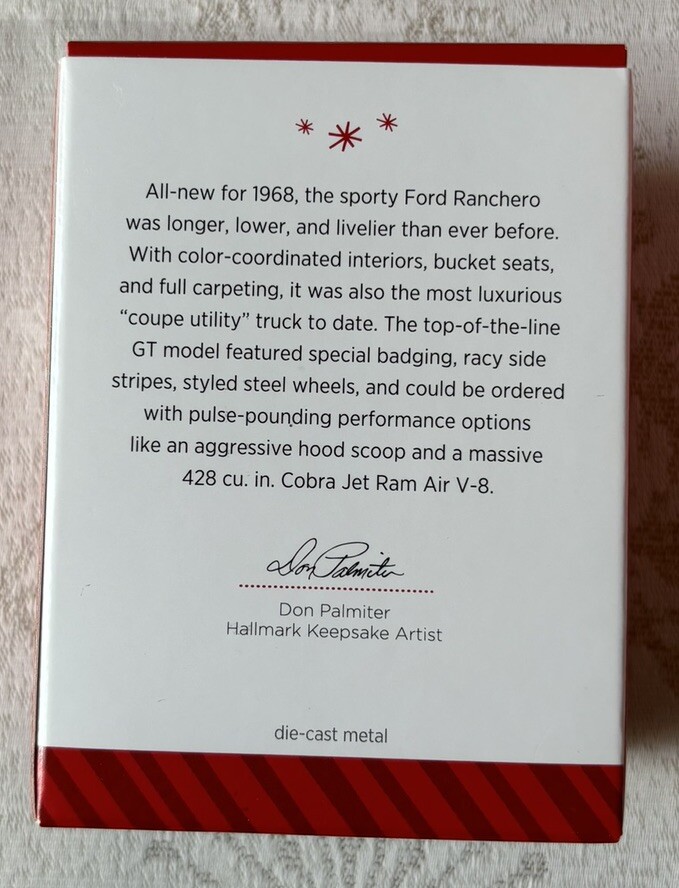 All-new for 1968, the sporty Ford Ranchero
was longer, lower, and livelier than ever before.
With color-coordinated interiors, bucket seats,
and full carpeting, it was also the most luxurious
“coupe utility” truck to date. The top-of-the-line
GT model featured special badging, racy side
stripes, styled steel wheels, and could be ordered
with pulse-pounding performance options
like an aggressive hood scoop and a massive
428 cu. in. Cobra Jet Ram Air V-8.
Don Palmiter
Don Palmiter
Hallmark Keepsake Artist
die-cast metal